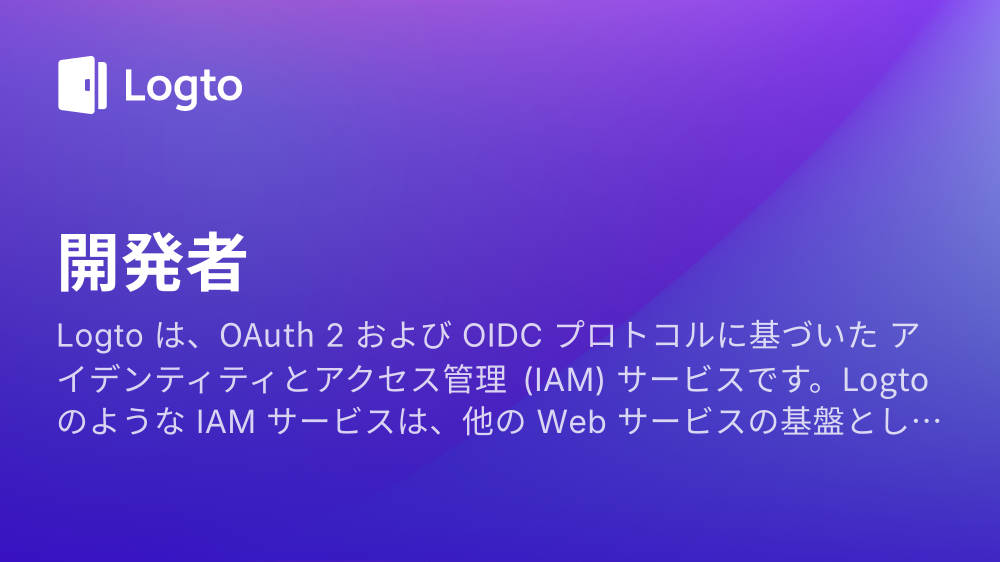 Logto
開発者
Logto は、OAuth 2 および OIDC プロトコルに基づいた ア
イデンティティとアクセス管理 (IAM) サービスです。Logto
のような IAM サービスは、他の Web サービスの基盤とし…